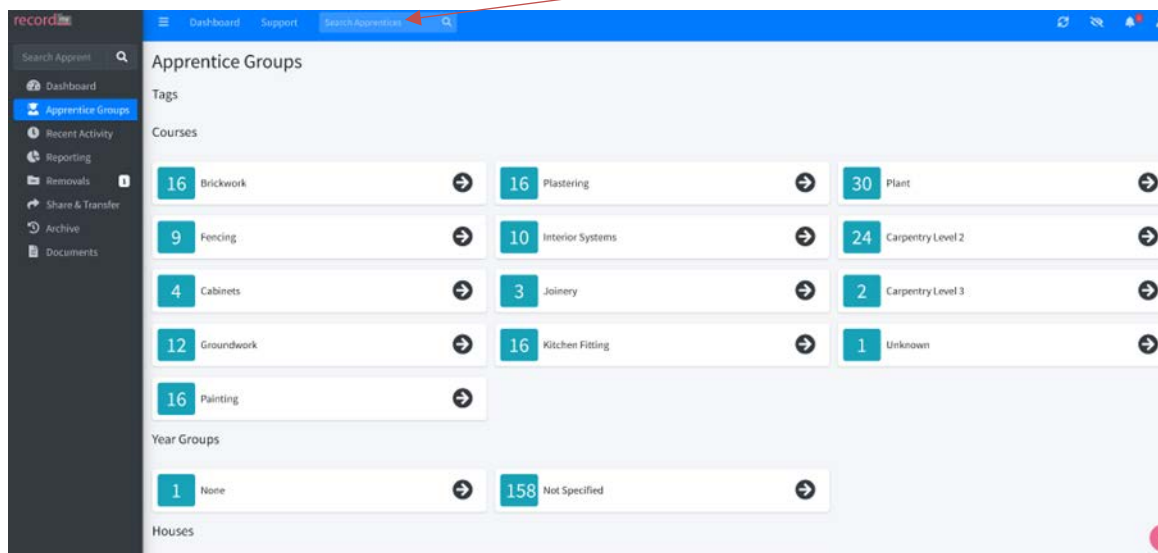 record
Dashboard Support Search Apprentices
Search Apprent
Dashboard
Apprentice Groups
Recent Activity
Reporting
Removals 1
Share & Transfer
Archive
Documents
Apprentice Groups
Tags
Courses
16 Brickwork
16 Plastering
30 Plant
9 Fencing
10 Interior Systems
24 Carpentry Level 2
4 Cabinets
3 Joinery
2 Carpentry Level 3
12 Groundwork
16 Kitchen Fitting
1 Unknown
16 Painting
Year Groups
1 None
158 Not Specified
Houses